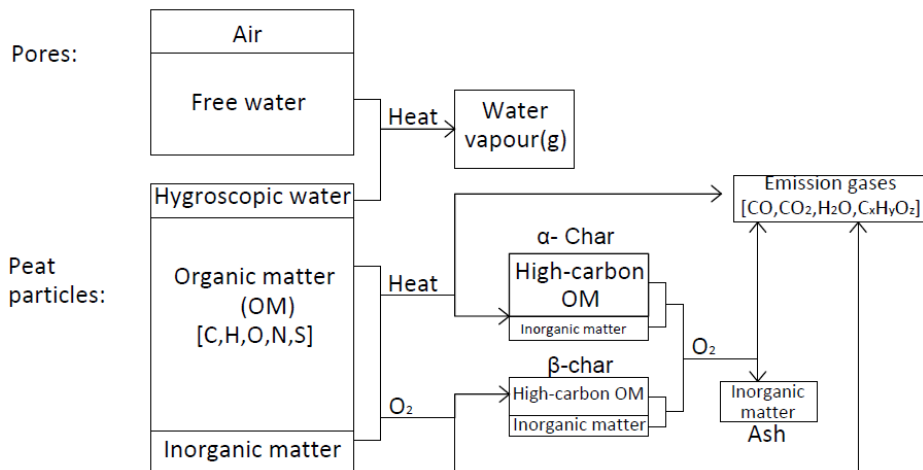 Pores:
Air
Free water
Heat
Water
vapour(g)
Hygroscopic water
Emission gases
[CO,CO₂,H₂O,CₓHᵧO_z]
Peat
particles:
Organic matter
(OM)
[C,H,O,N,S]
Heat
α- Char
High-carbon
OM
Inorganic matter
O₂
β-char
High-carbon OM
Inorganic matter
O₂
Inorganic matter
Inorganic
matter
Ash